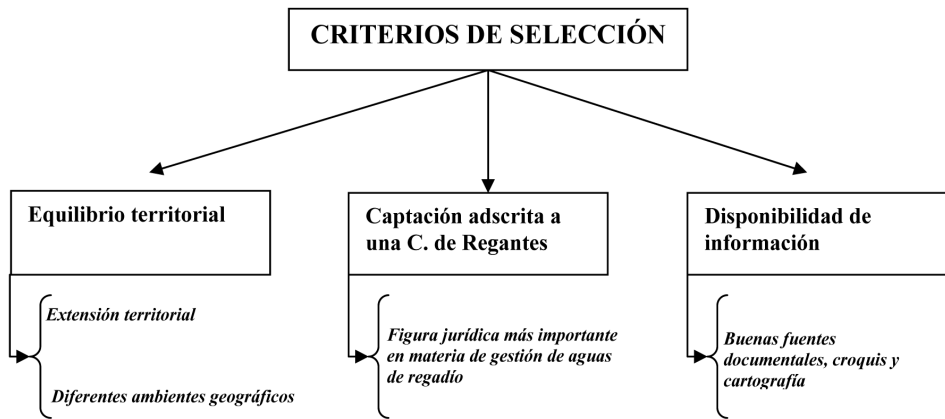 CRITERIOS DE SELECCIÓN
Equilibrio territorial
Captación adscrita a
una C. de Regantes
Disponibilidad de
información
Extensión territorial
Diferentes ambientes geográficos
Figura jurídica más importante
en materia de gestión de aguas
de regadío
Buenas fuentes
documentales, croquis y
cartografía